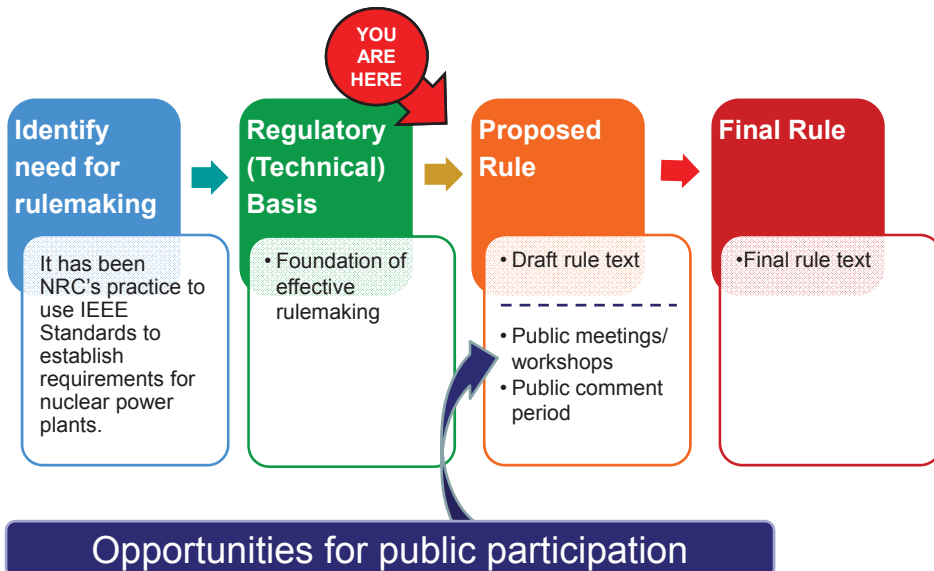 YOU
ARE
HERE
Identify
need for
rulemaking
It has been
NRC's practice to
use IEEE
Standards to
establish
requirements for
nuclear power
plants.
Regulatory
(Technical)
Basis
• Foundation of
effective
rulemaking
Proposed
Rule
• Draft rule text
• Public meetings/
workshops
• Public comment
period
Final Rule
•Final rule text
Opportunities for public participation